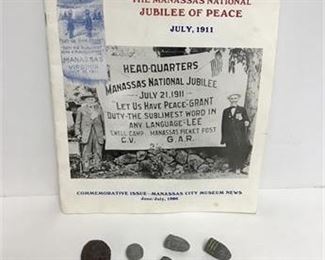 THE MANASSAS NATIONAL
JUBILEE OF PEACE
JULY, 1911
MANASSAS
VIRGINIA
HEAD-QUARTERS
MANASSAS NATIONAL JUBILEE
JULY 21, 1911
LET US HAVE PEACE-GRANT
DUTY-THE SUBLIMEST WORD IN
ANY LANGUAGE-LEE
EWELL CAMP MANASSAS PICKET POST
C.V. G.A.R.
COMMEMORATIVE ISSUE—MANASSAS CITY MUSEUM NEWS
June/July, 1986